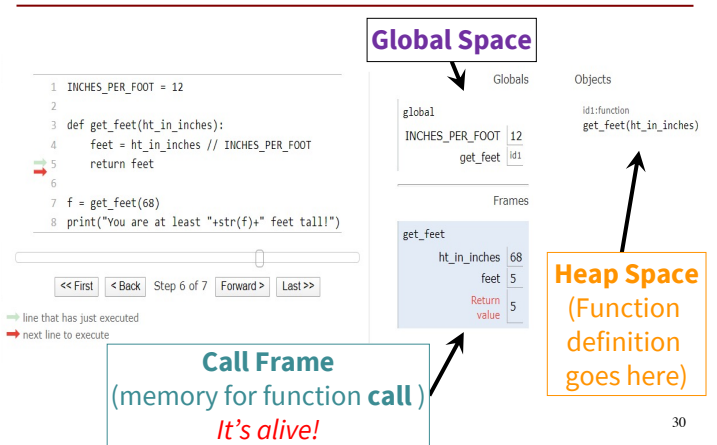 Global Space
1 INCHES_PER_FOOT = 12
2
3 def get_feet(ht_in_inches):
4 feet = ht_in_inches // INCHES_PER_FOOT
5 return feet
6
7 f = get_feet(68)
8 print("You are at least "+str(f)+" feet tall!")
<< First < Back Step 6 of 7 Forward > Last >>
line that has just executed
next line to execute
Globals
global
INCHES_PER_FOOT 12
get_feet id1
Frames
get_feet
ht_in_inches 68
feet 5
Return
value 5
Objects
id1:function
get_feet(ht_in_inches)
Heap Space
(Function
definition
goes here)
Call Frame
(memory for function call )
It's alive!
30